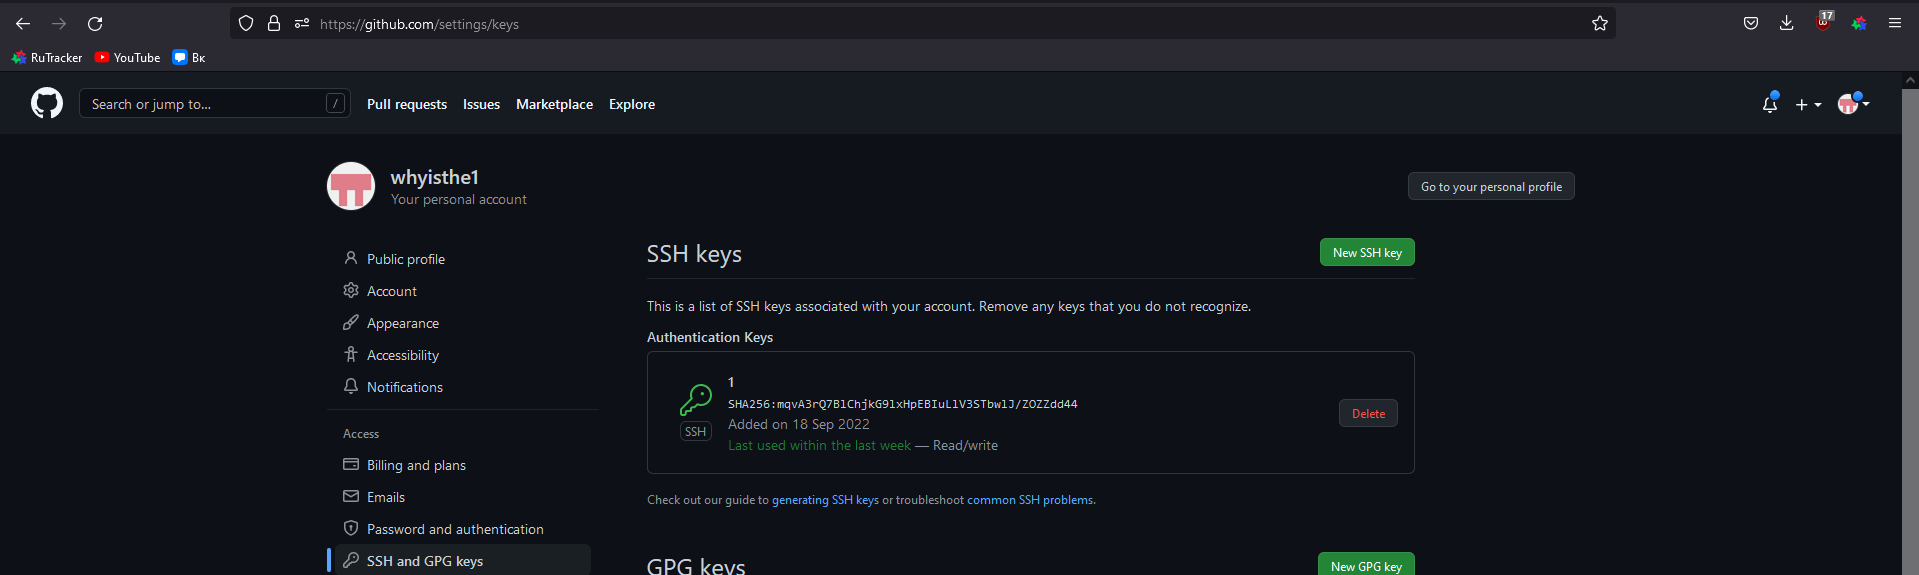 https://github.com/settings/keys
17
RuTracker YouTube Вк
Search or jump to... / Pull requests Issues Marketplace Explore
whyisthe1
Your personal account
Go to your personal profile
Public profile
Account
Appearance
Accessibility
Notifications
Access
Billing and plans
Emails
Password and authentication
SSH and GPG keys
SSH keys
New SSH key
This is a list of SSH keys associated with your account. Remove any keys that you do not recognize.
Authentication Keys
1
SHA256:mqvA3rQ7BlChjkG9lxHpEBIuLlV3STbwlJ/ZOZZdd44
Added on 18 Sep 2022
Last used within the last week — Read/write
SSH
Delete
Check out our guide to generating SSH keys or troubleshoot common SSH problems.
GPG keys
New GPG key